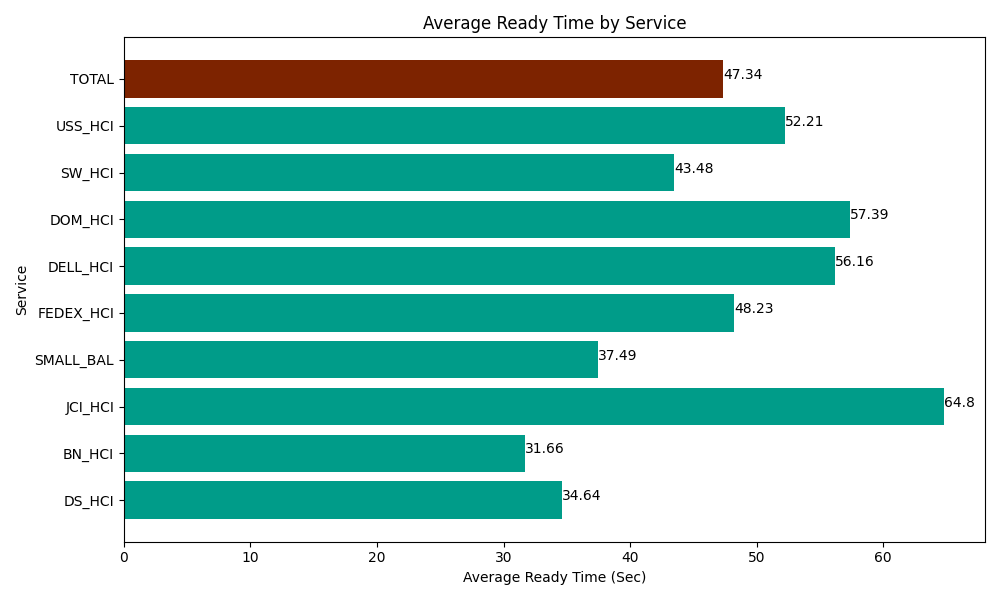 Average Ready Time by Service
TOTAL 47.34
USS_HCI 52.21
SW_HCI 43.48
DOM_HCI 57.39
DELL_HCI 56.16
FEDEX_HCI 48.23
SMALL_BAL 37.49
JCI_HCI 64.8
BN_HCI 31.66
DS_HCI 34.64
Service
0 10 20 30 40 50 60
Average Ready Time (Sec)